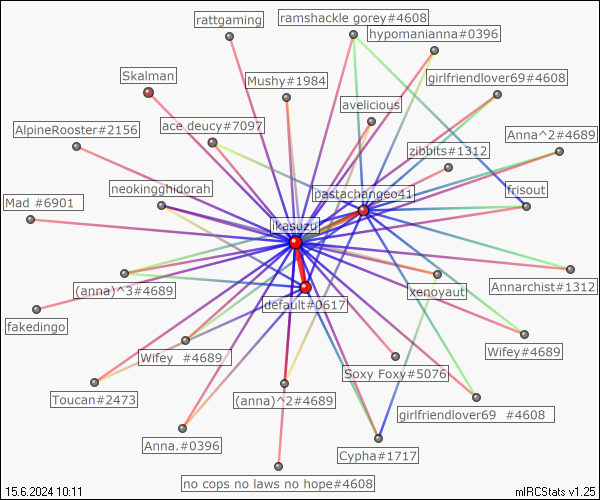 rattgaming
ramshackle gorey#4608
hypomanianna#0396
Skalman
Mushy#1984
girlfriendlover69#4608
avelicious
AlpineRooster#2156
ace deucy#7097
Anna^2#4689
zibbits#1312
neokingghidorah
pastachangeo41
frisout
Mad #6901
ikasuzu
(anna)^3#4689
default#0617
xenoyaut
Annarchist#1312
fakedingo
Wifey #4689
Wifey#4689
Soxy Foxy#5076
Toucan#2473
(anna)^2#4689
girlfriendlover69 #4608
Anna.#0396
Cypha#1717
no cops no laws no hope#4608
15.6.2024 10:11
mIRCStats v1.25